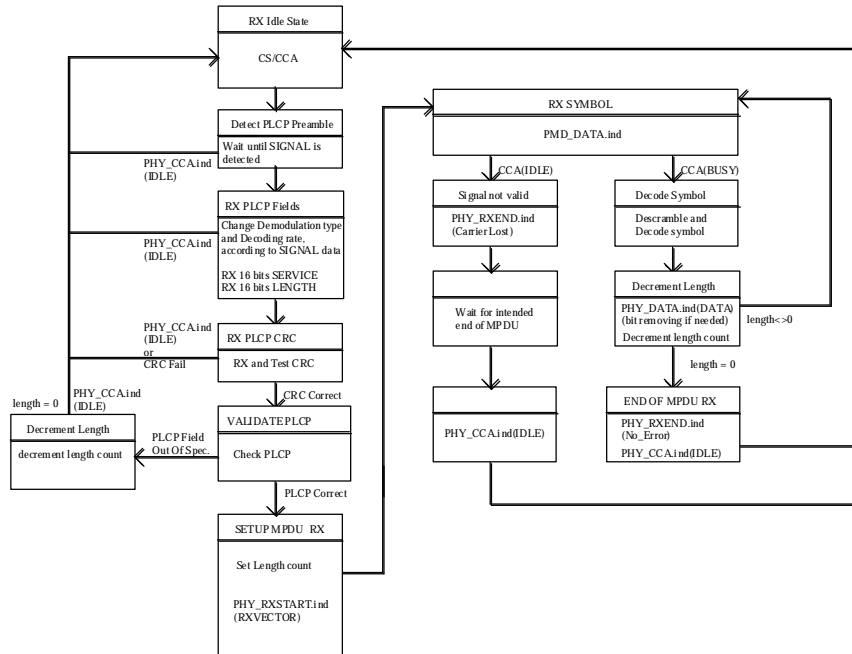 RX Idle State
CS/CCA
Detect PLCP Preamble
Wait until SIGNAL is
detected
PHY_CCA.ind
(IDLE)
RX PLCP Fields
Change Demodulation type
and Decoding rate,
according to SIGNAL data
RX 16 bits SERVICE
RX 16 bits LENGTH
PHY_CCA.ind
(IDLE)
PHY_CCA.ind
(IDLE)
or
CRC Fail
RX PLCP CRC
RX and Test CRC
CRC Correct
length = 0
PHY_CCA.ind
(IDLE)
Decrement Length
decrement length count
PLCP Field
Out Of Spec.
VALIDATE PLCP
Check PLCP
PLCP Correct
SETUP MPDU RX
Set Length count
PHY_RXSTART.ind
(RXVECTOR)
RX SYMBOL
PMD_DATA.ind
CCA(IDLE)
CCA(BUSY)
Signal not valid
PHY_RXEND.ind
(Carrier Lost)
Wait for intended
end of MPDU
PHY_CCA.ind(IDLE)
Decode Symbol
Descramble and
Decode symbol
Decrement Length
PHY_DATA.ind(DATA)
(bit removing if needed)
Decrement length count
length<>0
length = 0
END OF MPDU RX
PHY_RXEND.ind
(No_Error)
PHY_CCA.ind(IDLE)